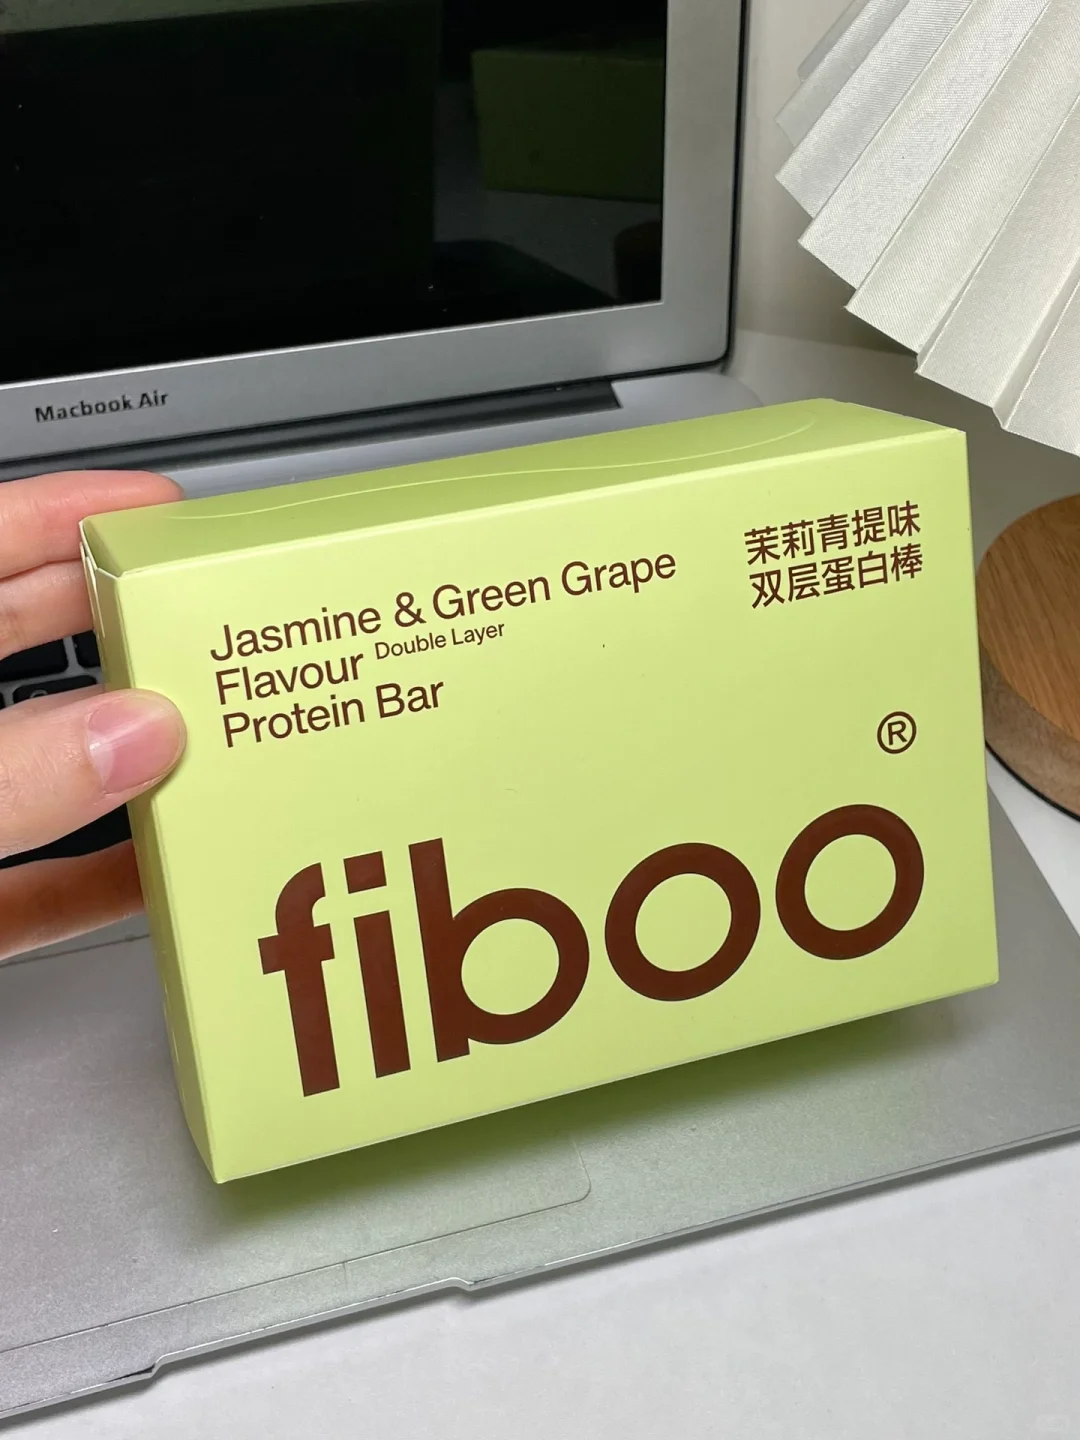 Macbook Air
Jasmine & Green Grape
Flavour Double Layer
Protein Bar
茉莉青提味
双层蛋白棒
®
fiboo